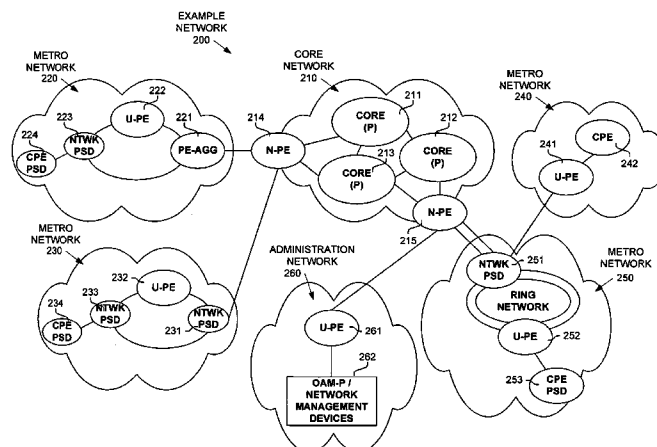 EXAMPLE
NETWORK
200
METRO
NETWORK
220
222
U-PE
223
221
224
NTWK
PSD
CPE
PSD
PE-AGG
CORE
NETWORK
210
211
CORE
(P)
212
CORE
(P)
213
CORE
(P)
214
N-PE
N-PE
215
METRO
NETWORK
240
CPE
242
241
U-PE
METRO
NETWORK
230
232
U-PE
233
234
NTWK
PSD
CPE
PSD
NTWK
PSD
231
ADMINISTRATION
NETWORK
260
U-PE
261
262
OAM-P /
NETWORK
MANAGEMENT
DEVICES
METRO
NETWORK
250
NTWK
PSD
251
RING
NETWORK
U-PE
252
253
CPE
PSD